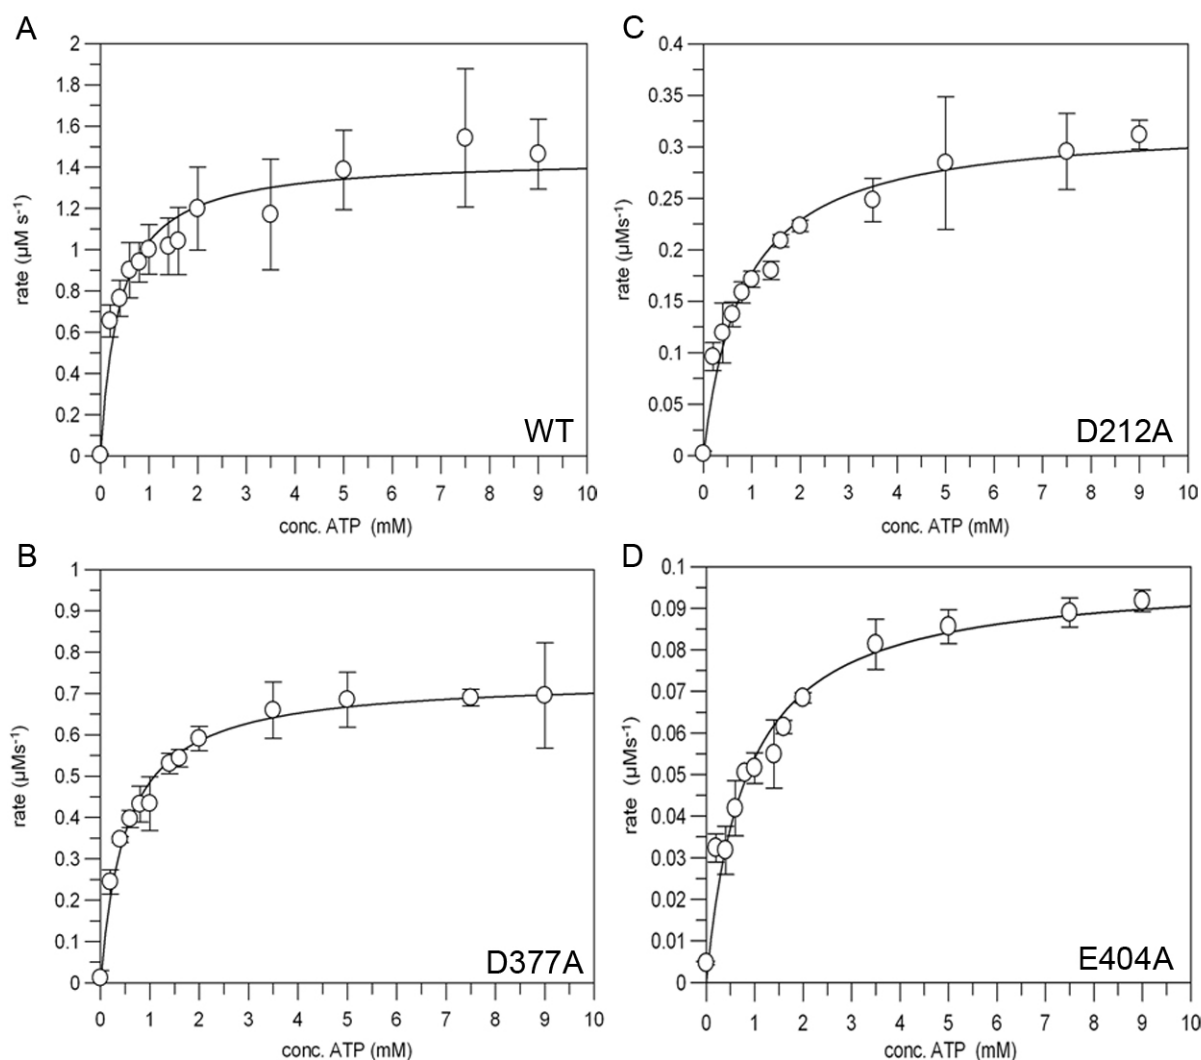 A
2
1.8
1.6
1.4
1.2
1
0.8
0.6
0.4
0.2
0
rate (µM s⁻¹)
WT
0 1 2 3 4 5 6 7 8 9 10
conc. ATP (mM)
C
0.4
0.35
0.3
0.25
0.2
0.15
0.1
0.05
0
rate (µMs⁻¹)
D212A
0 1 2 3 4 5 6 7 8 9 10
conc. ATP (mM)
B
1
0.9
0.8
0.7
0.6
0.5
0.4
0.3
0.2
0.1
0
rate (µMs⁻¹)
D377A
0 1 2 3 4 5 6 7 8 9 10
conc. ATP (mM)
D
0.1
0.09
0.08
0.07
0.06
0.05
0.04
0.03
0.02
0.01
0
rate (µMs⁻¹)
E404A
0 1 2 3 4 5 6 7 8 9 10
conc. ATP (mM)